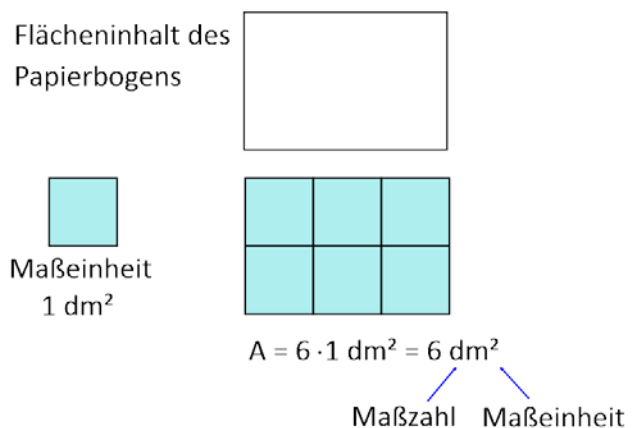 Flächeninhalt des
Papierbogens
Maßeinheit
1 dm²
A = 6 ·1 dm² = 6 dm²
Maßzahl Maßeinheit